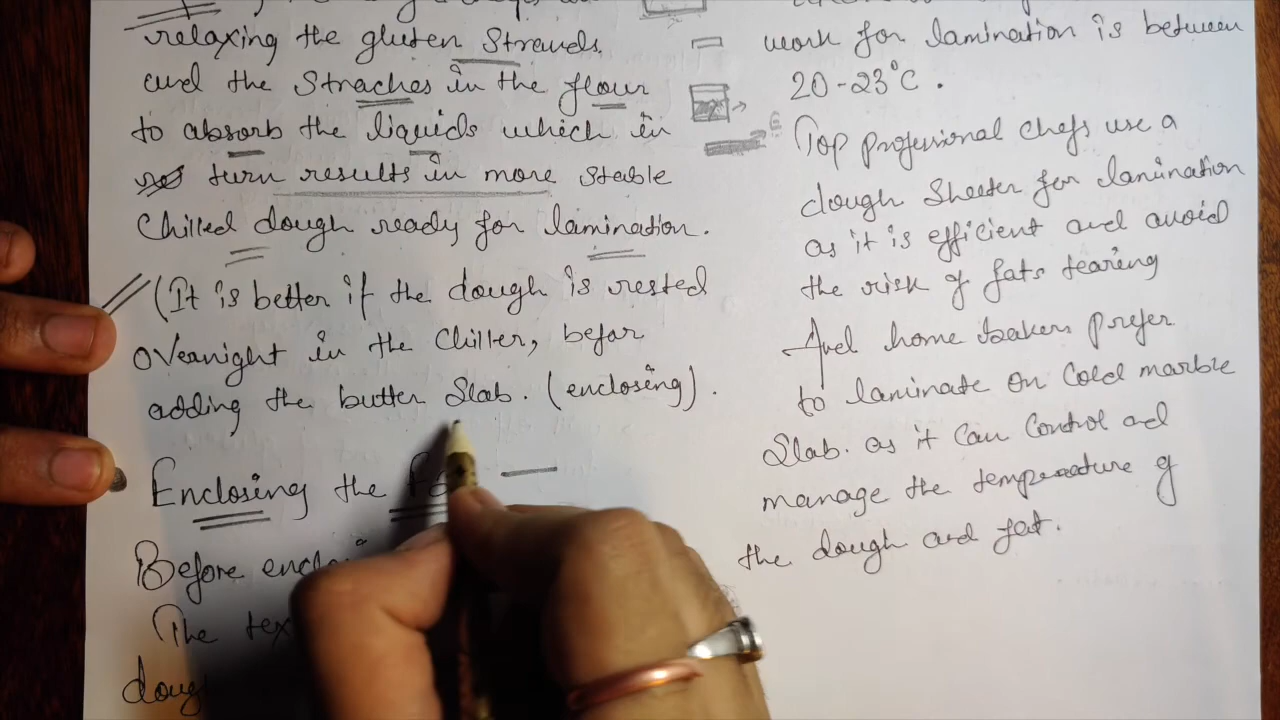 relaxing the gluten Strands
and the Straches in the flour
to absorb the liquids which in
turn results in more stable
Chilled dough ready for lamination.
(It is better if the dough is rested
Overnight in the Chiller, befor
adding the butter Slab. (enclosing).
Enclosing the
Before
The
work for lamination is between
20-23°C.
Top professional chefs use a
dough Sheeter for lamination
as it is efficient and avoid
the risk of fats tearing
And home bakers prefer
to laminate on Cold marble
Slab. as it Can Control ad
manage the temperature of
the dough and fat.